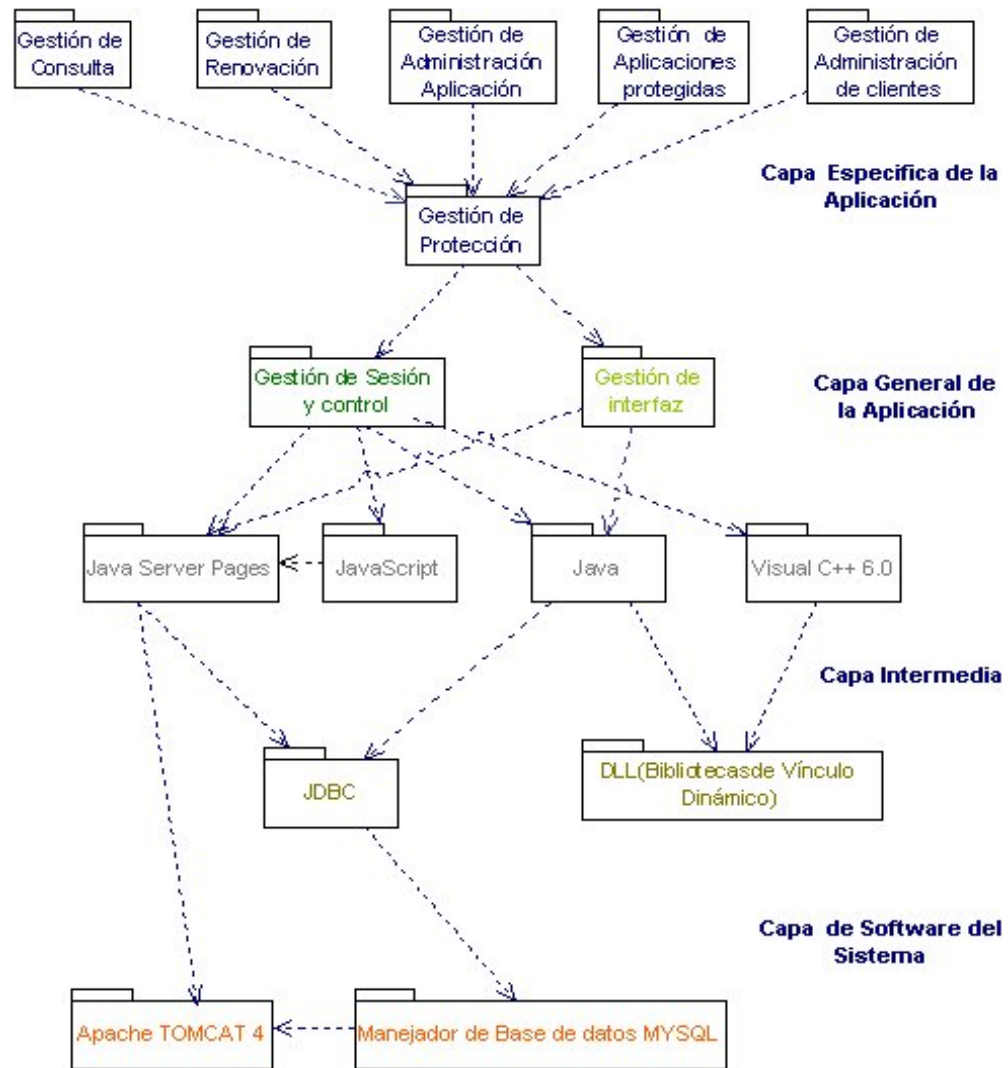 Gestión de
Consulta
Gestión de
Renovación
Gestión de
Administración
Aplicación
Gestión de
Aplicaciones
protegidas
Gestión de
Administración
de clientes
Capa Especifica de la
Aplicación
Gestión de
Protección
Gestión de Sesión
y control
Gestión de
interfaz
Capa General de
la Aplicación
Java Server Pages
JavaScript
Java
Visual C++ 6.0
Capa Intermedia
JDBC
DLL(Bibliotecasde Vínculo
Dinámico)
Capa de Software del
Sistema
Apache TOMCAT 4
Manejador de Base de datos MYSQL